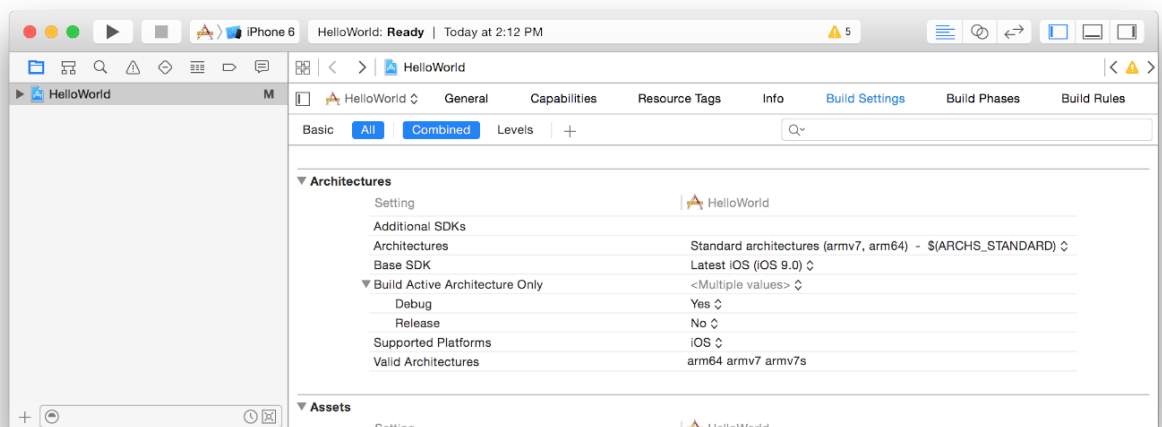 iPhone 6 HelloWorld: Ready | Today at 2:12 PM 5
HelloWorld
HelloWorld M
HelloWorld General Capabilities Resource Tags Info Build Settings Build Phases Build Rules
Basic All Combined Levels
Architectures
Setting HelloWorld
Additional SDKs
Architectures Standard architectures (armv7, arm64) - $(ARCHS_STANDARD)
Base SDK Latest iOS (iOS 9.0)
Build Active Architecture Only <Multiple values>
Debug Yes
Release No
Supported Platforms iOS
Valid Architectures arm64 armv7 armv7s
Assets
Setting HelloWorld